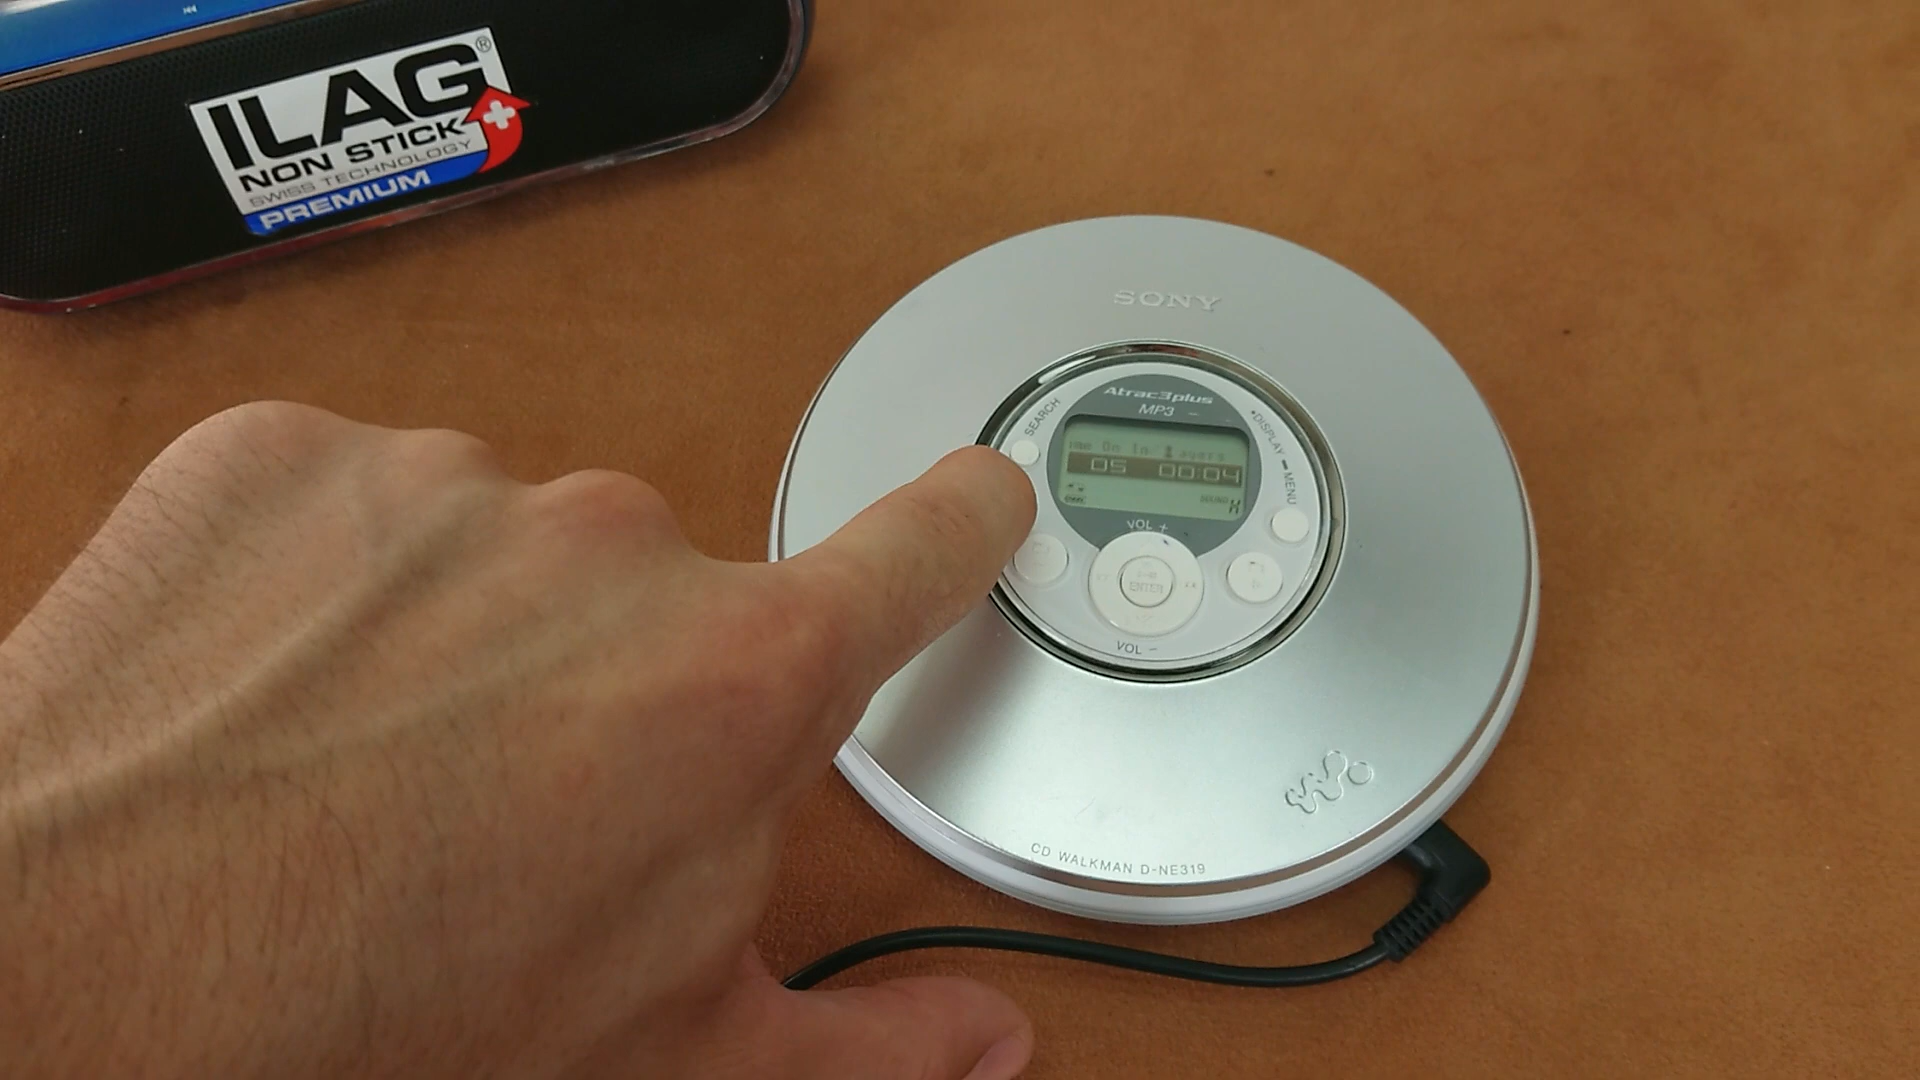 ILAG®
NON STICK
SWISS TECHNOLOGY
PREMIUM
SONY
Atrac3plus
MP3
SEARCH
•DISPLAY
MENU
05 00:04
SOUND
VOL +
ENTER
VOL −
CD WALKMAN D-NE319